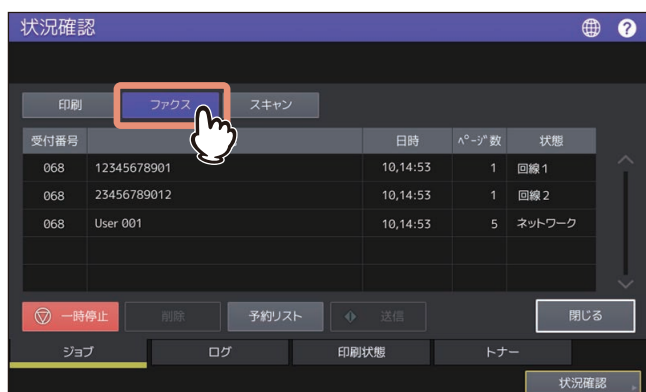 状況確認 ?
印刷 ファクス スキャン
受付番号 日時 ページ数 状態
068 12345678901 10,14:53 1 回線1
068 23456789012 10,14:53 1 回線2
068 User 001 10,14:53 5 ネットワーク
一時停止 削除 予約リスト 送信 閉じる
ジョブ ログ 印刷状態 トナー
状況確認